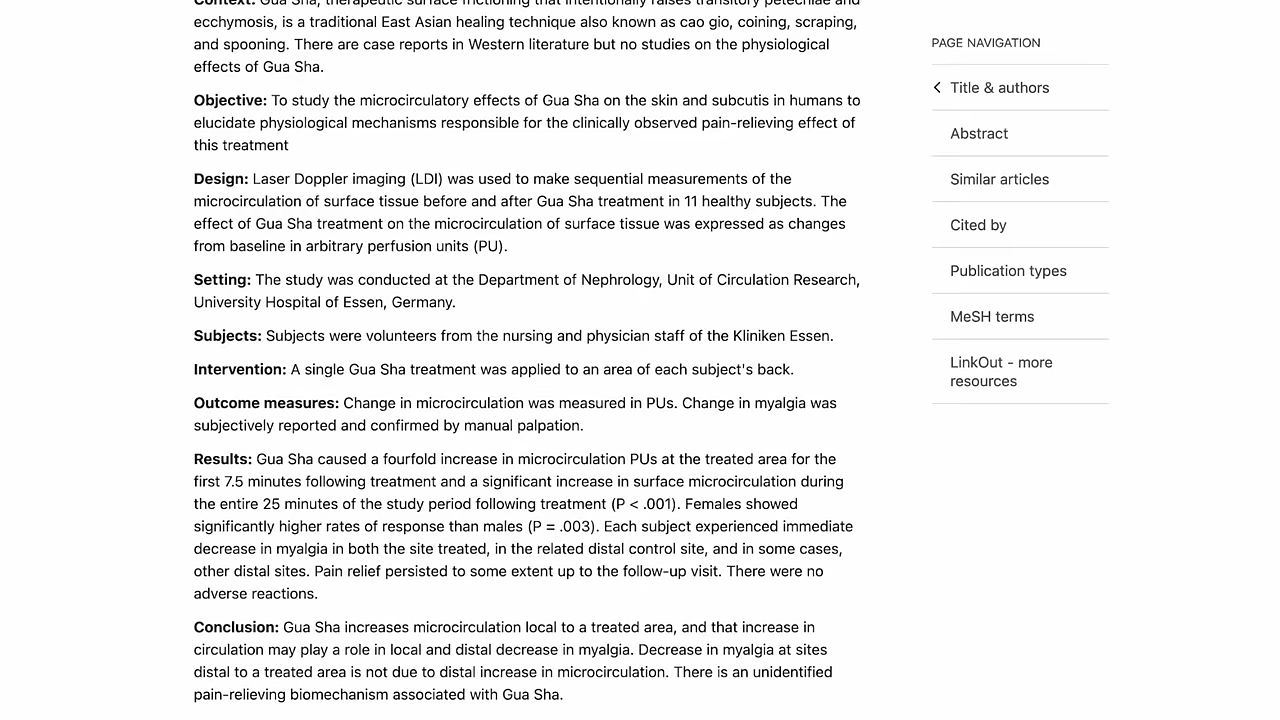 Context: Gua Sha, therapeutic surface frictioning that intentionally raises transitory petechiae and
ecchymosis, is a traditional East Asian healing technique also known as cao gio, coining, scraping,
and spooning. There are case reports in Western literature but no studies on the physiological
effects of Gua Sha.
Objective: To study the microcirculatory effects of Gua Sha on the skin and subcutis in humans to
elucidate physiological mechanisms responsible for the clinically observed pain-relieving effect of
this treatment
Design: Laser Doppler imaging (LDI) was used to make sequential measurements of the
microcirculation of surface tissue before and after Gua Sha treatment in 11 healthy subjects. The
effect of Gua Sha treatment on the microcirculation of surface tissue was expressed as changes
from baseline in arbitrary perfusion units (PU).
Setting: The study was conducted at the Department of Nephrology, Unit of Circulation Research,
University Hospital of Essen, Germany.
Subjects: Subjects were volunteers from the nursing and physician staff of the Kliniken Essen.
Intervention: A single Gua Sha treatment was applied to an area of each subject's back.
Outcome measures: Change in microcirculation was measured in PUs. Change in myalgia was
subjectively reported and confirmed by manual palpation.
Results: Gua Sha caused a fourfold increase in microcirculation PUs at the treated area for the
first 7.5 minutes following treatment and a significant increase in surface microcirculation during
the entire 25 minutes of the study period following treatment (P < .001). Females showed
significantly higher rates of response than males (P = .003). Each subject experienced immediate
decrease in myalgia in both the site treated, in the related distal control site, and in some cases,
other distal sites. Pain relief persisted to some extent up to the follow-up visit. There were no
adverse reactions.
Conclusion: Gua Sha increases microcirculation local to a treated area, and that increase in
circulation may play a role in local and distal decrease in myalgia. Decrease in myalgia at sites
distal to a treated area is not due to distal increase in microcirculation. There is an unidentified
pain-relieving biomechanism associated with Gua Sha.
PAGE NAVIGATION
Title & authors
Abstract
Similar articles
Cited by
Publication types
MeSH terms
LinkOut - more
resources